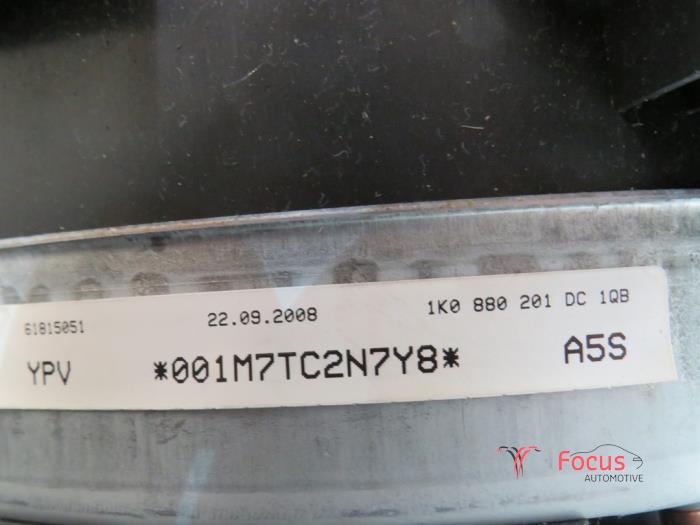 61815051 22.09.2008 1K0 880 201 DC 1QB
YPV *001M7TC2N7Y8* A5S
Focus
AUTOMOTIVE